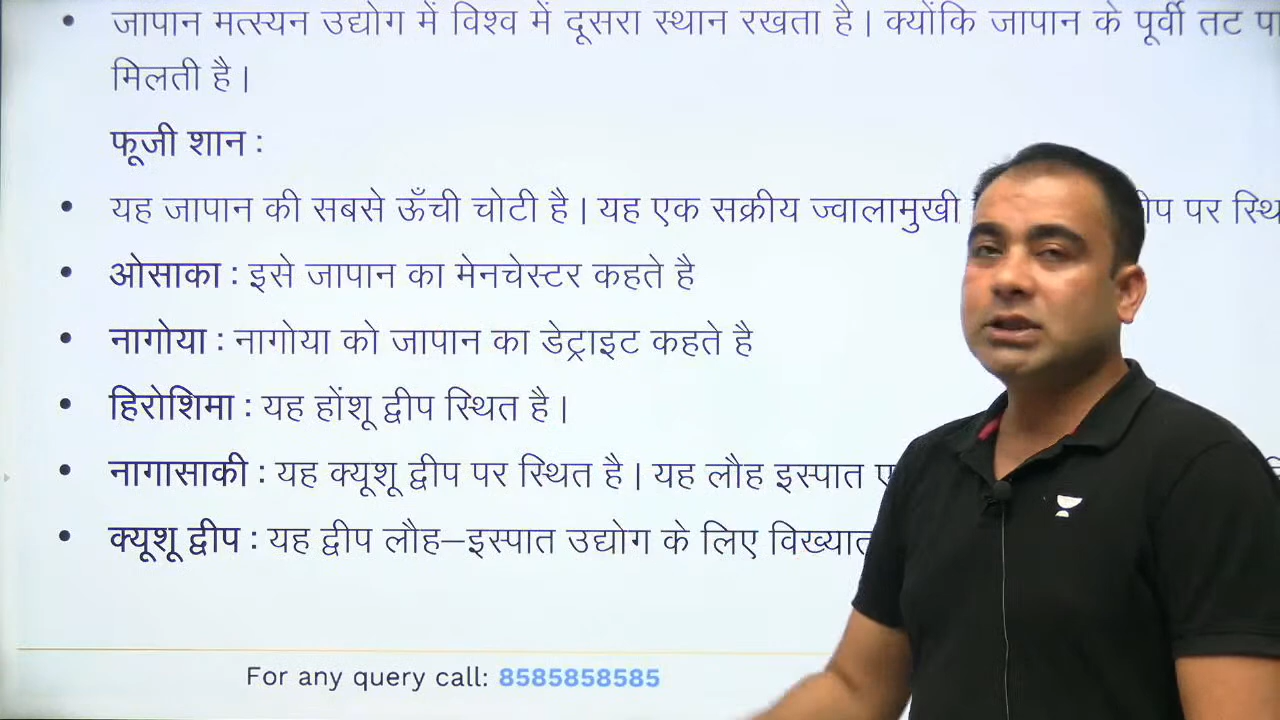 • जापान मत्स्यन उद्योग में विश्व में दूसरा स्थान रखता है। क्योंकि जापान के पूर्वी तट
मिलती है।
फूजी शान :
• यह जापान की सबसे ऊँची चोटी है। यह एक सक्रीय ज्वालामुखी पर
• ओसाका : इसे जापान का मेनचेस्टर कहते है
• नागोया : नागोया को जापान का डेट्राइट कहते है
• हिरोशिमा : यह होंशू द्वीप स्थित है।
• नागासाकी : यह क्यूशू द्वीप पर स्थित है। यह लौह इस्पात
• क्यूशू द्वीप : यह द्वीप लौह–इस्पात उद्योग के लिए विख्यात
For any query call: 8585858585